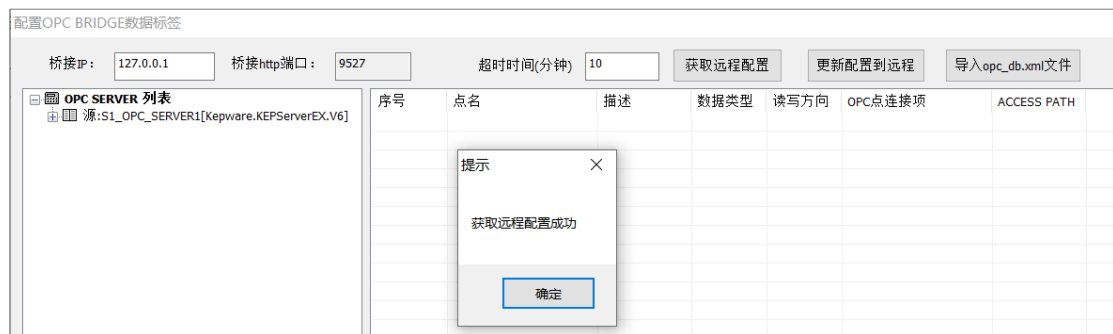 配置OPC BRIDGE数据标签
桥接IP： 127.0.0.1 桥接http端口： 9527 超时时间(分钟) 10 获取远程配置 更新配置到远程 导入opc_db.xml文件
OPC SERVER 列表
源:S1_OPC_SERVER1[Kepware.KEPServerEX.V6]
序号 点名 描述 数据类型 读写方向 OPC点连接项 ACCESS PATH
提示
获取远程配置成功
确定